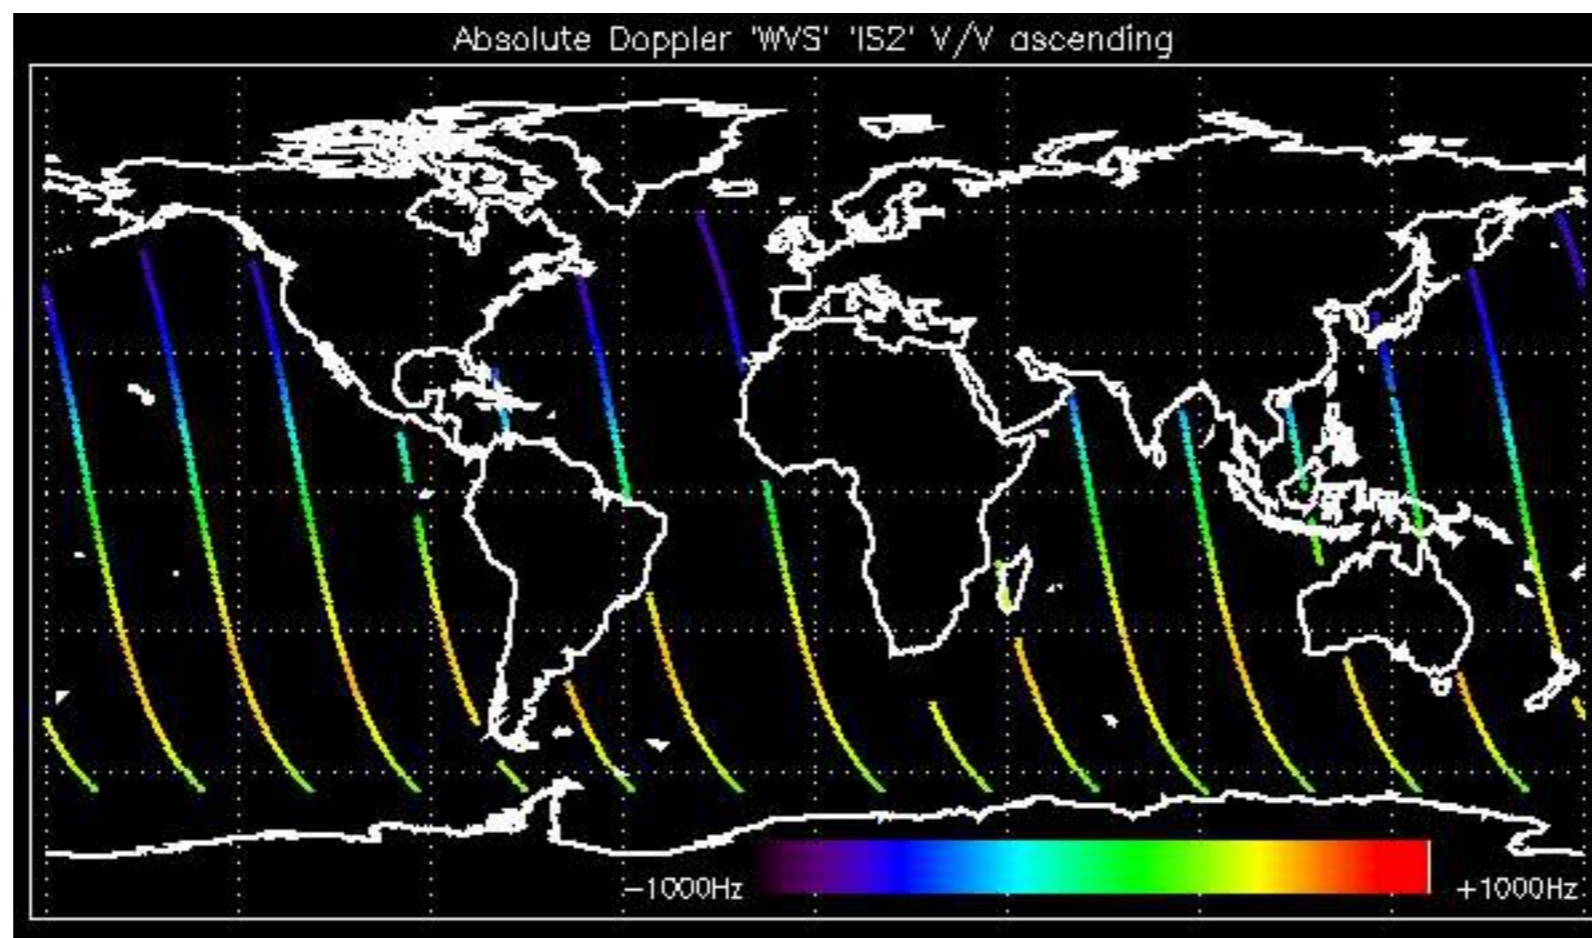 Absolute Doppler 'WVS' 'IS2' V/V ascending
−1000Hz +1000Hz